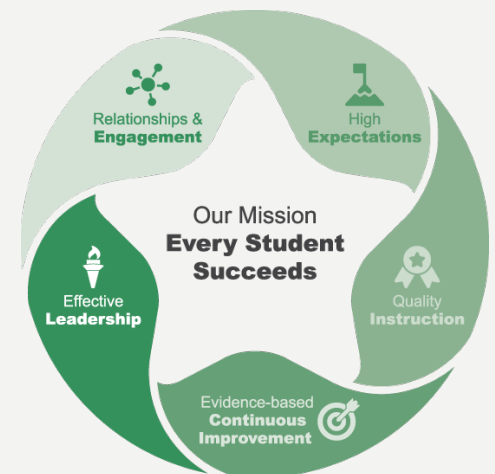 Relationships &
Engagement
High
Expectations
Our Mission
Every Student
Succeeds
Effective
Leadership
Quality
Instruction
Evidence-based
Continuous
Improvement